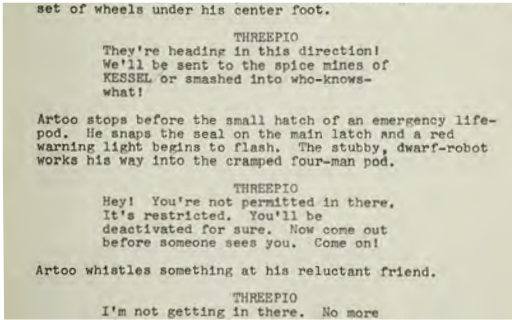 set of wheels under his center foot.
THREEPIO
They're heading in this direction!
We'll be sent to the spice mines of
KESSEL or smashed into who-knows-
what!
Artoo stops before the small hatch of an emergency life-
pod. He snaps the seal on the main latch and a red
warning light begins to flash. The stubby, dwarf-robot
works his way into the cramped four-man pod.
THREEPIO
Hey! You're not permitted in there.
It's restricted. You'll be
deactivated for sure. Now come out
before someone sees you. Come on!
Artoo whistles something at his reluctant friend.
THREEPIO
I'm not getting in there. No more